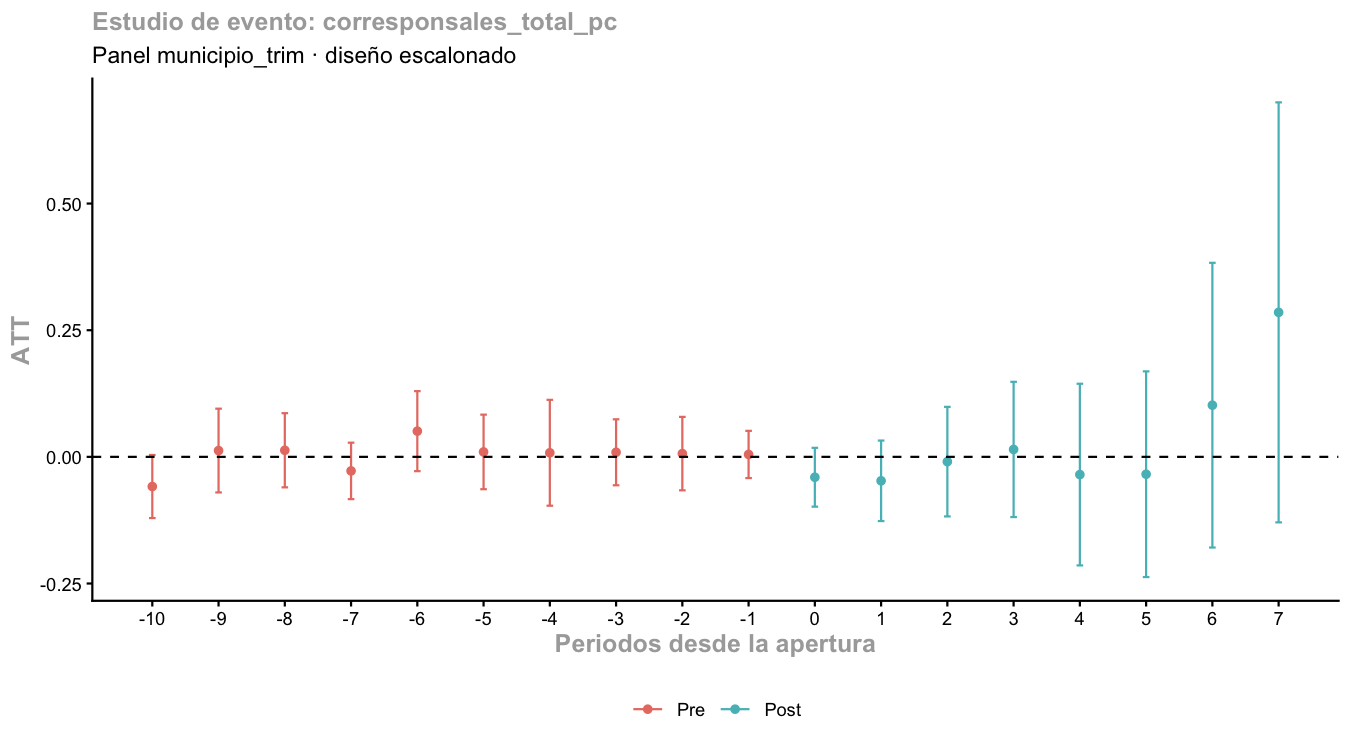 Estudio de evento: corresponsales_total_pc
Panel municipio_trim · diseño escalonado
ATT
0.50
0.25
0.00
-0.25
-10 -9 -8 -7 -6 -5 -4 -3 -2 -1 0 1 2 3 4 5 6 7
Periodos desde la apertura
Pre Post